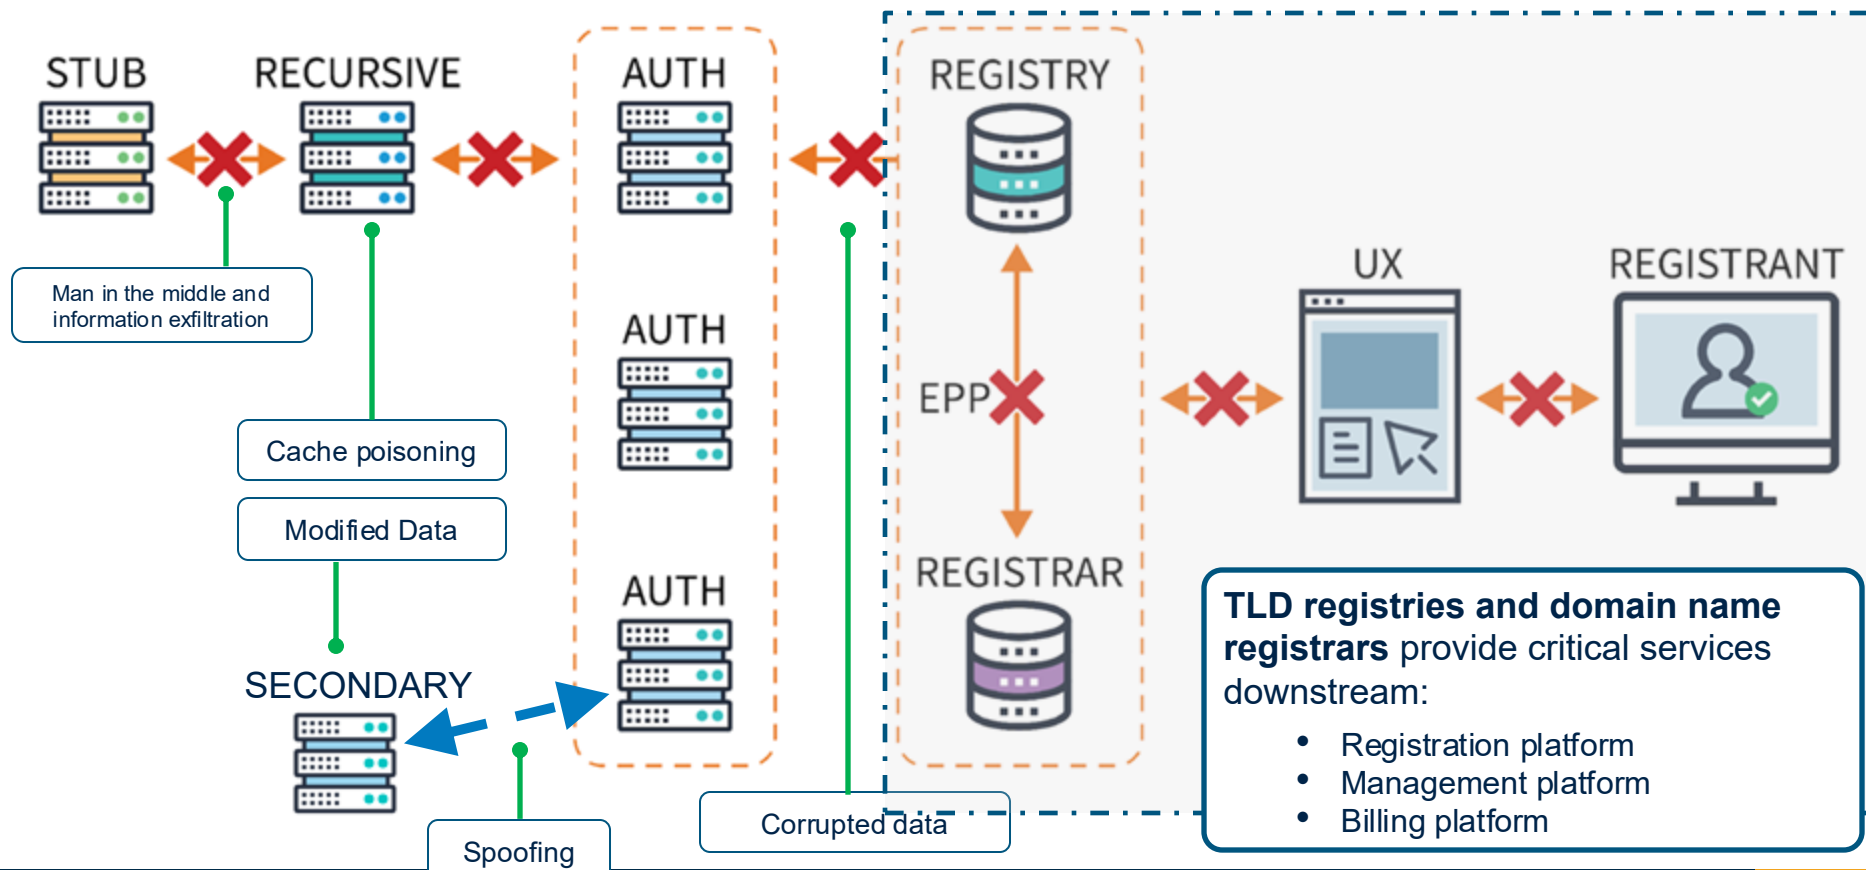 STUB
RECURSIVE
AUTH
REGISTRY
Man in the middle and
information exfiltration
AUTH
EPP
UX
REGISTRANT
Cache poisoning
Modified Data
AUTH
REGISTRAR
SECONDARY
Spoofing
Corrupted data
TLD registries and domain name
registrars provide critical services
downstream:
• Registration platform
• Management platform
• Billing platform